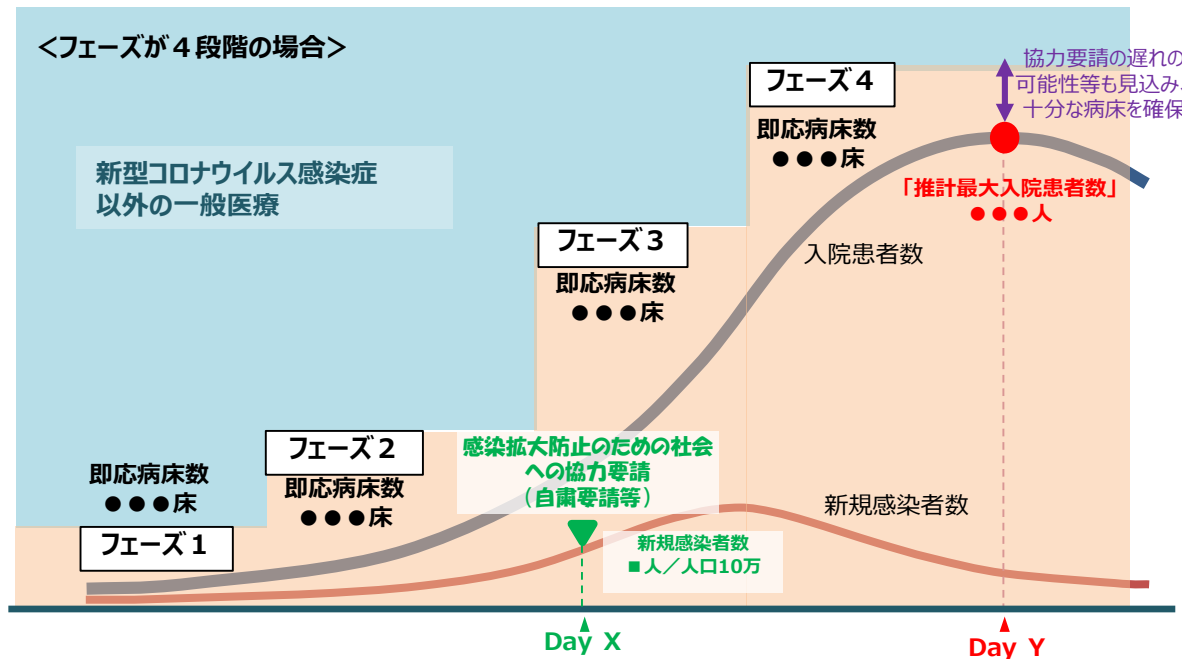 ＜フェーズが４段階の場合＞
協力要請の遅れの
可能性等も見込み、
十分な病床を確保
フェーズ４
即応病床数
●●●床
新型コロナウイルス感染症
以外の一般医療
「推計最大入院患者数」
●●●人
フェーズ３
入院患者数
即応病床数
●●●床
フェーズ２
感染拡大防止のための社会
への協力要請
（自粛要請等）
即応病床数
●●●床
即応病床数
●●●床
新規感染者数
フェーズ１
新規感染者数
■人／人口10万
Day X
Day Y